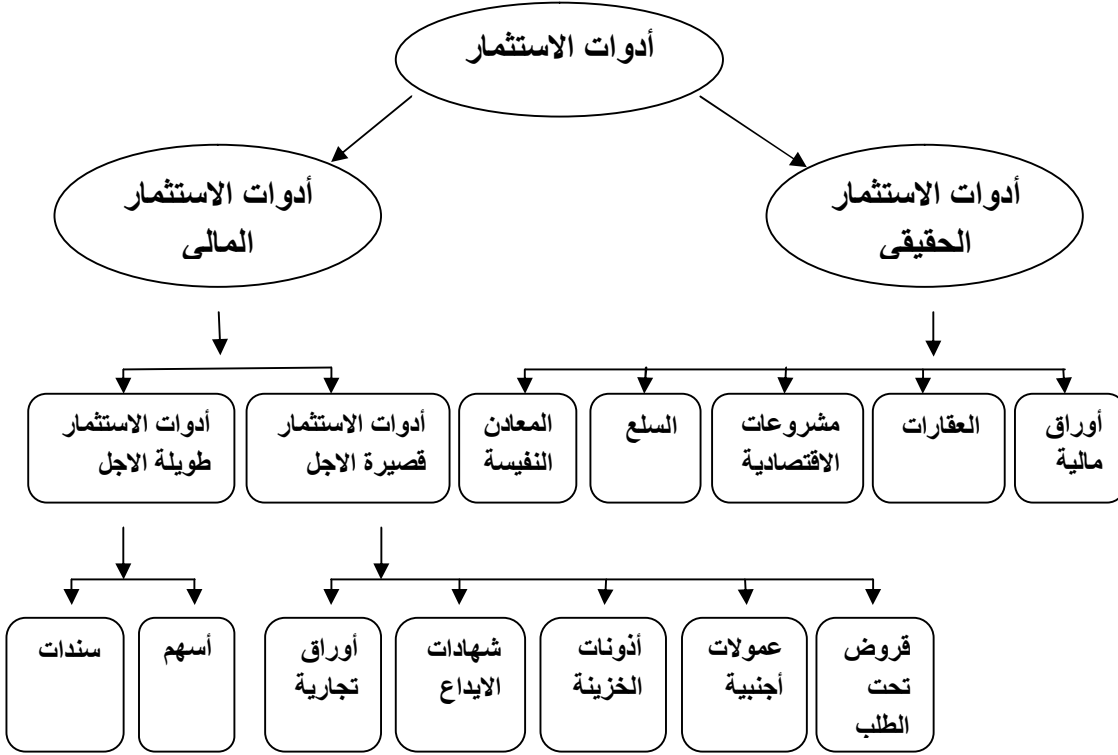 أدوات الاستثمار
أدوات الاستثمار
الحقيقى
أدوات الاستثمار
المالى
أوراق
مالية
العقارات
مشروعات
الاقتصادية
السلع
المعادن
النفيسة
أدوات الاستثمار
قصيرة الاجل
أدوات الاستثمار
طويلة الاجل
قروض
تحت
الطلب
عمولات
أجنبية
أذونات
الخزينة
شهادات
الايداع
أوراق
تجارية
أسهم
سندات